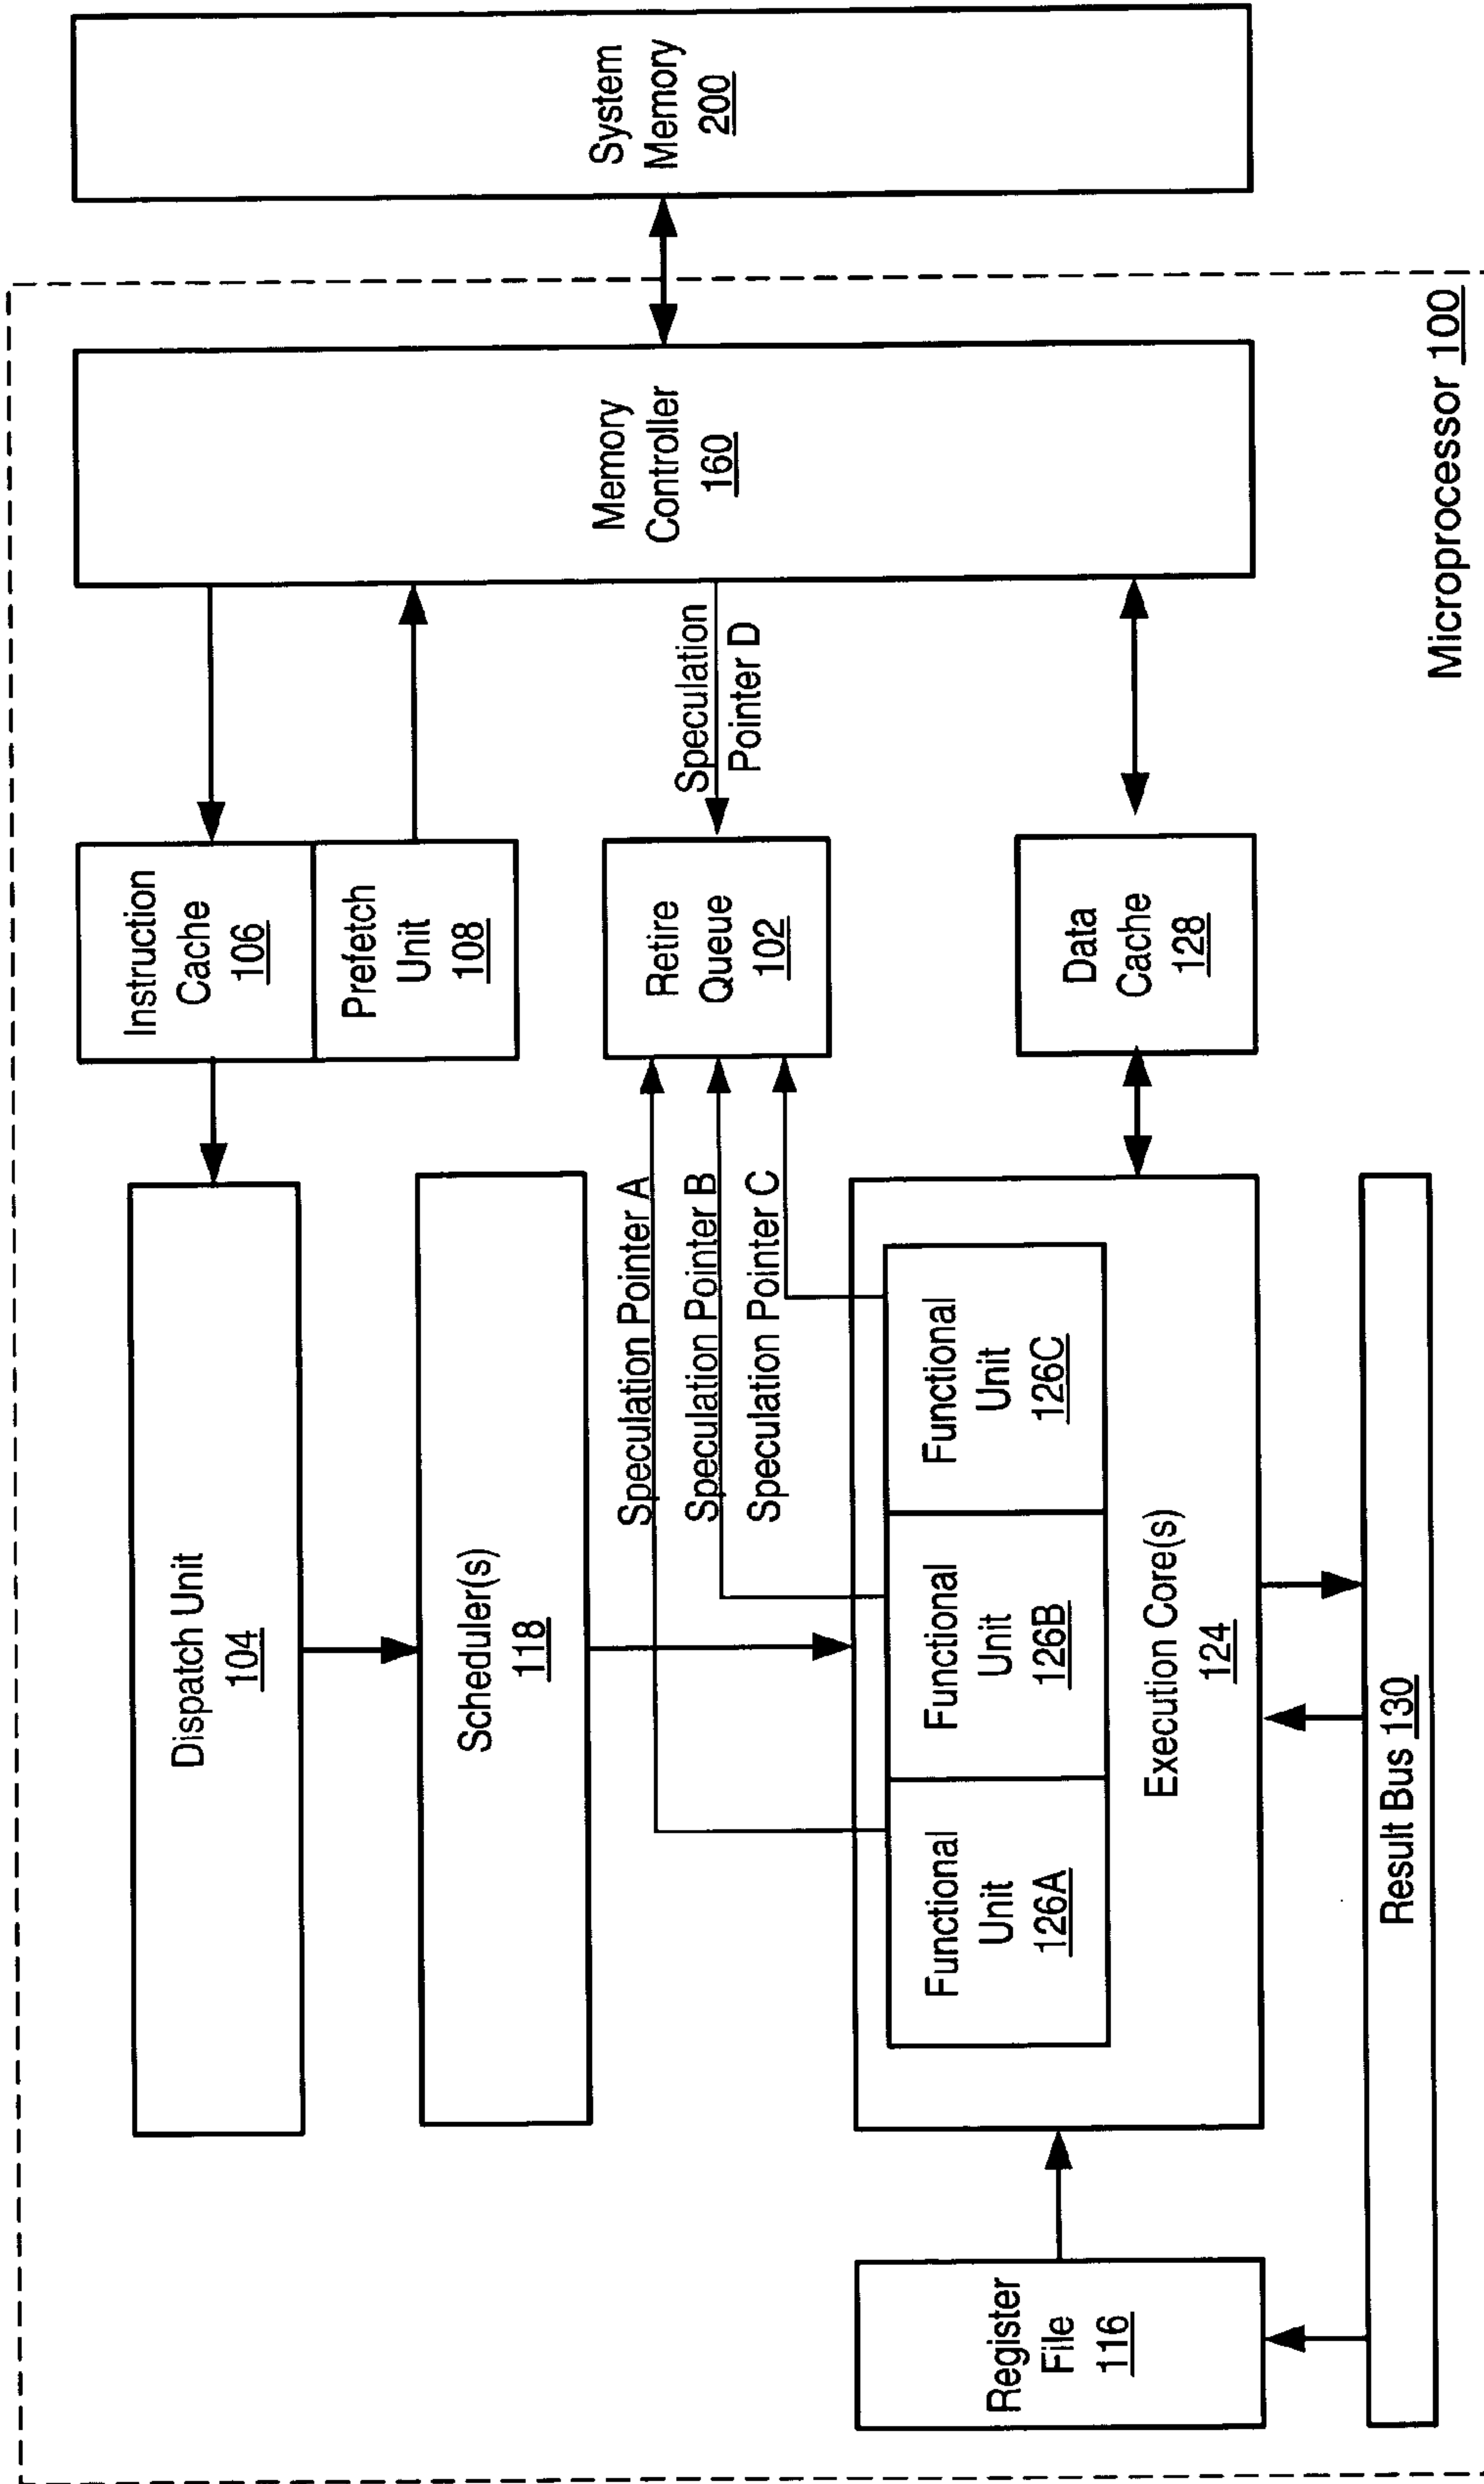 Dispatch Unit
104
Scheduler(s)
118
Instruction
Cache
106
Prefetch
Unit
108
Speculation Pointer A
Speculation Pointer B
Speculation Pointer C
Retire
Queue
102
Speculation
Pointer D
Memory
Controller
160
System
Memory
200
Register
File
116
Functional
Unit
126A
Functional
Unit
126B
Functional
Unit
126C
Execution Core(s)
124
Data
Cache
128
Result Bus 130
Microprocessor 100